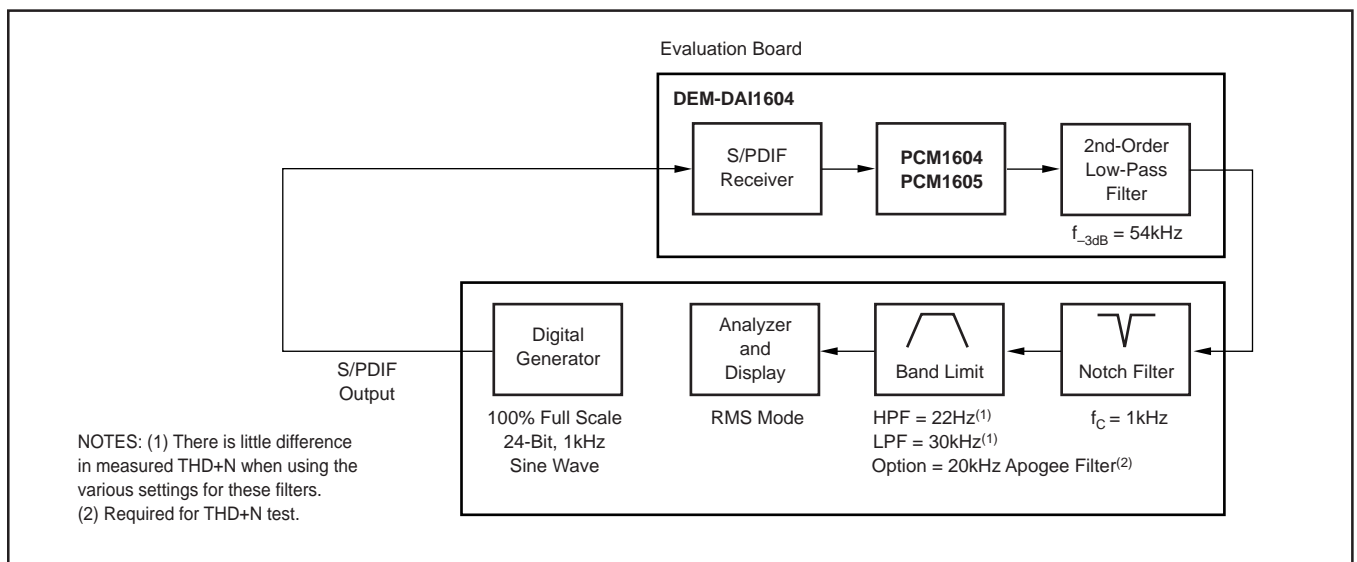 Evaluation Board
DEM-DAI1604
S/PDIF
Receiver
PCM1604
PCM1605
2nd-Order
Low-Pass
Filter
f–3dB = 54kHz
Digital
Generator
Analyzer
and
Display
Band Limit
Notch Filter
S/PDIF
Output
100% Full Scale
24-Bit, 1kHz
Sine Wave
RMS Mode
HPF = 22Hz(1)
LPF = 30kHz(1)
Option = 20kHz Apogee Filter(2)
fC = 1kHz
NOTES: (1) There is little difference
in measured THD+N when using the
various settings for these filters.
(2) Required for THD+N test.